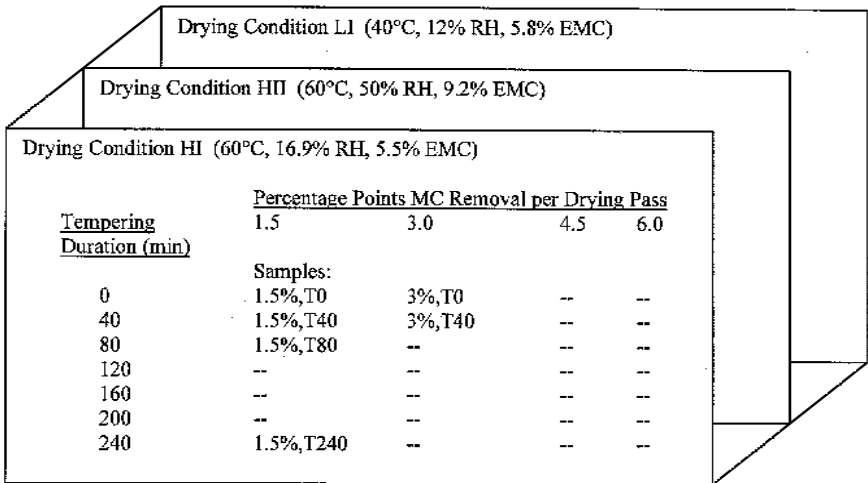 Drying Condition LI (40°C, 12% RH, 5.8% EMC)
Drying Condition HII (60°C, 50% RH, 9.2% EMC)
Drying Condition HI (60°C, 16.9% RH, 5.5% EMC)
Percentage Points MC Removal per Drying Pass
Tempering 1.5 3.0 4.5 6.0
Duration (min)
Samples:
0 1.5%,T0 3%,T0 -- --
40 1.5%,T40 3%,T40 -- --
80 1.5%,T80 -- -- --
120 -- -- -- --
160 -- -- -- --
200 -- -- -- --
240 1.5%,T240 -- -- --